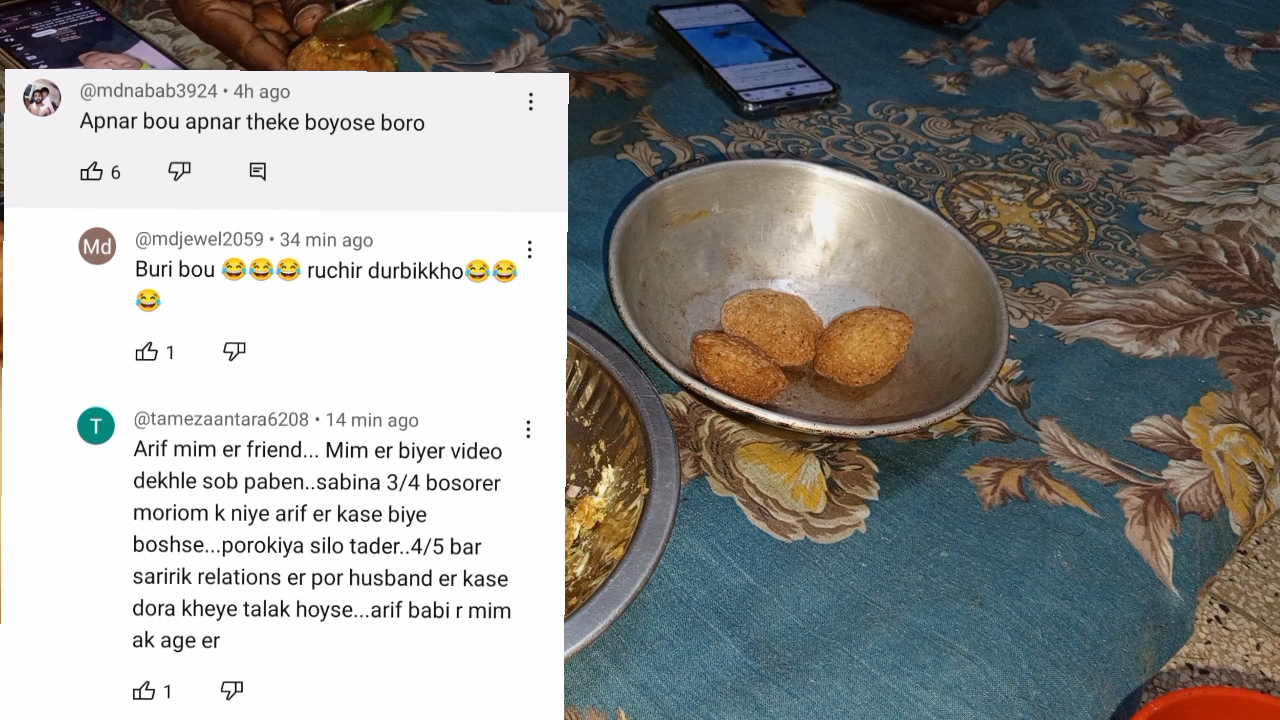 @mdnabab3924 • 4h ago
Apnar bou apnar theke boyose boro
6
Md
@mdjewel2059 • 34 min ago
Buri bou 😂😂😂 ruchir durbikkho😂😂
😂
1
T
@tamezaantara6208 • 14 min ago
Arif mim er friend... Mim er biyer video
dekhle sob paben..sabina 3/4 bosorer
moriom k niye arif er kase biye
boshse...porokiya silo tader..4/5 bar
saririk relations er por husband er kase
dora kheye talak hoyse...arif babi r mim
ak age er
1